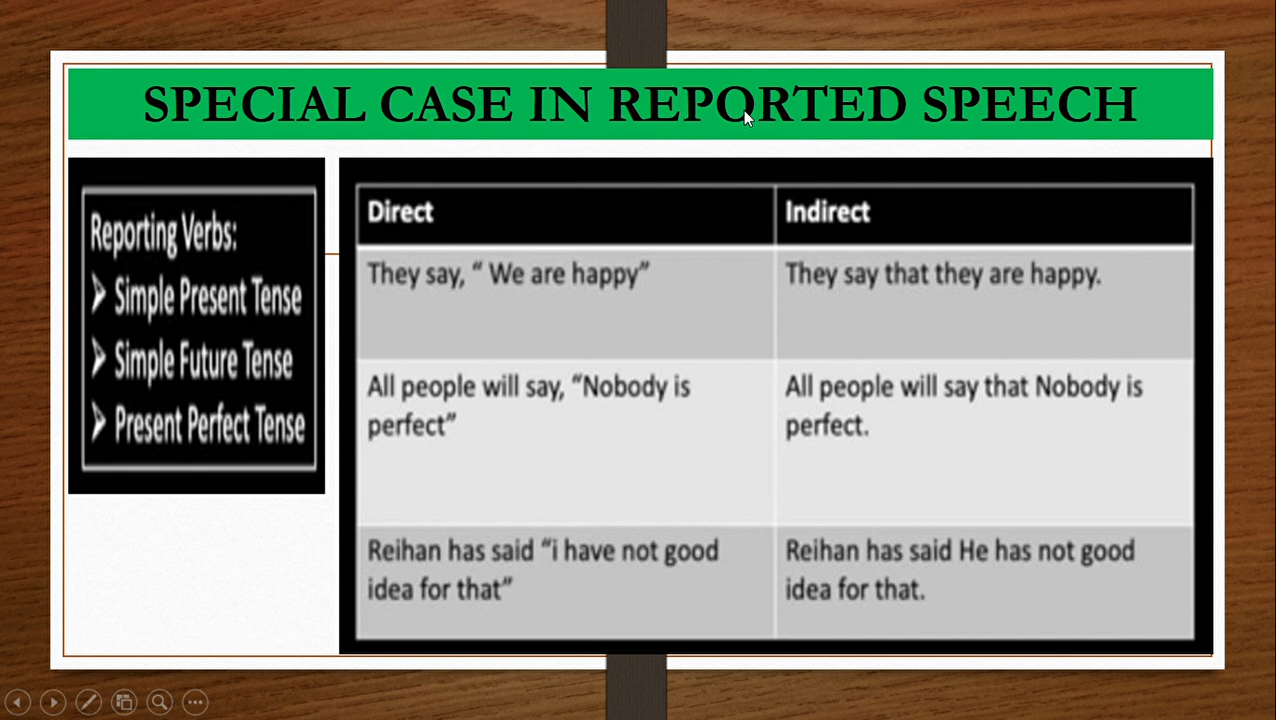 SPECIAL CASE IN REPORTED SPEECH
Reporting Verbs:
➢ Simple Present Tense
➢ Simple Future Tense
➢ Present Perfect Tense
Direct
Indirect
They say, “ We are happy”
They say that they are happy.
All people will say, “Nobody is
perfect”
All people will say that Nobody is
perfect.
Reihan has said “i have not good
idea for that”
Reihan has said He has not good
idea for that.